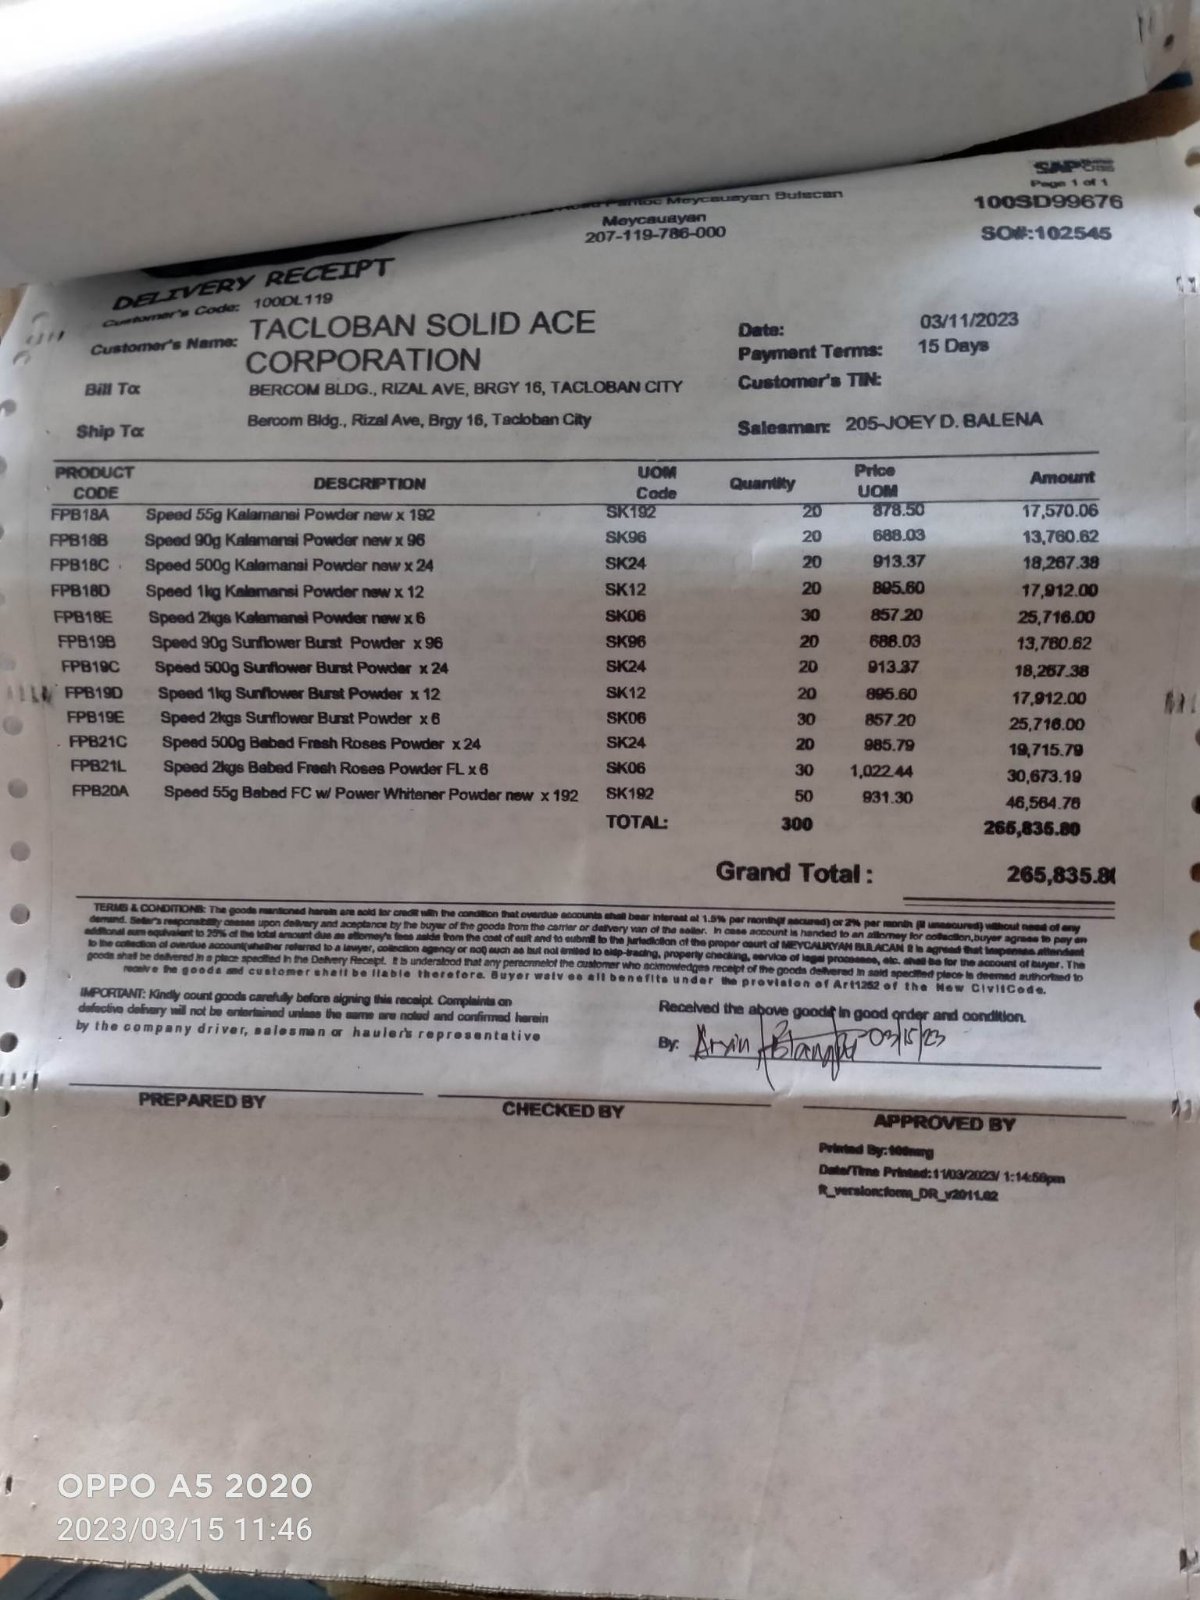 SAP
Page 1 of 1
100SD99676
SO#:102545
Meycauayan Bulacan
Meycauayan
207-119-786-000
DELIVERY RECEIPT
Customer's Code: 100DL119
Customer's Name: TACLOBAN SOLID ACE CORPORATION
Bill To: BERCOM BLDG., RIZAL AVE, BRGY 16, TACLOBAN CITY
Ship To: Bercom Bldg., Rizal Ave, Brgy 16, Tacloban City
Date: 03/11/2023
Payment Terms: 15 Days
Customer's TIN:
Salesman: 205-JOEY D. BALENA
PRODUCT CODE DESCRIPTION UOM Code Quantity Price UOM Amount
FPB18A Speed 55g Kalamansi Powder new x 192 SK192 20 878.50 17,570.06
FPB18B Speed 90g Kalamansi Powder new x 96 SK96 20 688.03 13,760.62
FPB18C Speed 500g Kalamansi Powder new x 24 SK24 20 913.37 18,267.38
FPB18D Speed 1kg Kalamansi Powder new x 12 SK12 20 895.60 17,912.00
FPB18E Speed 2kgs Kalamansi Powder new x 6 SK06 30 857.20 25,716.00
FPB19B Speed 90g Sunflower Burst Powder x 96 SK96 20 688.03 13,760.62
FPB19C Speed 500g Sunflower Burst Powder x 24 SK24 20 913.37 18,267.38
FPB19D Speed 1kg Sunflower Burst Powder x 12 SK12 20 895.60 17,912.00
FPB19E Speed 2kgs Sunflower Burst Powder x 6 SK06 30 857.20 25,716.00
FPB21C Speed 500g Babad Fresh Roses Powder x 24 SK24 20 985.79 19,715.79
FPB21L Speed 2kgs Babad Fresh Roses Powder FL x 6 SK06 30 1,022.44 30,673.19
FPB20A Speed 55g Babad FC w/ Power Whitener Powder new x 192 SK192 50 931.30 46,564.76
TOTAL: 300 265,835.80
Grand Total : 265,835.80
TERMS & CONDITIONS: The goods mentioned herein are sold for credit with the condition that overdue accounts shall bear interest at 1.5% per month(if secured) or 2% per month (if unsecured) without need of any
demand. Seller's responsibility ceases upon delivery and aceptance by the buyer of the goods from the carrier or delivery van of the seller. In case account is handed to an attorney for collection,buyer agrees to pay an
additional sum equivalent to 25% of the total amount due as attorney's fees aside from the cost of suit and to submit to the jurisdiction of the proper court of MEYCAUAYAN BULACAN It is agreed that expenses attendant
to the collection of overdue account(whether referred to a lawyer, collection agency or not) such as but not limited to skip-tracing, property checking, service of legal processes, etc. shall be for the account of buyer. The
goods shall be delivered in a place specified in the Delivery Receipt. It is understood that any personnelof the customer who acknowledges receipt of the goods delivered in said specified place is deemed authorized to
receive the goods and customer shall be liable therefore. Buyer waives all benefits under the provision of Art1252 of the New CivilCode.
IMPORTANT: Kindly count goods carefully before signing this receipt. Complaints on
defective delivery will not be entertained unless the same are noted and confirmed herein
by the company driver, salesman or hauler's representative
Received the above goods in good order and condition.
By: Arvin 03/15/23
PREPARED BY
CHECKED BY
APPROVED BY
Printed By:
Date/Time Printed:11/03/2023/ 1:14:56pm
R_version:form_DR_v2011.02
OPPO A5 2020
2023/03/15 11:46